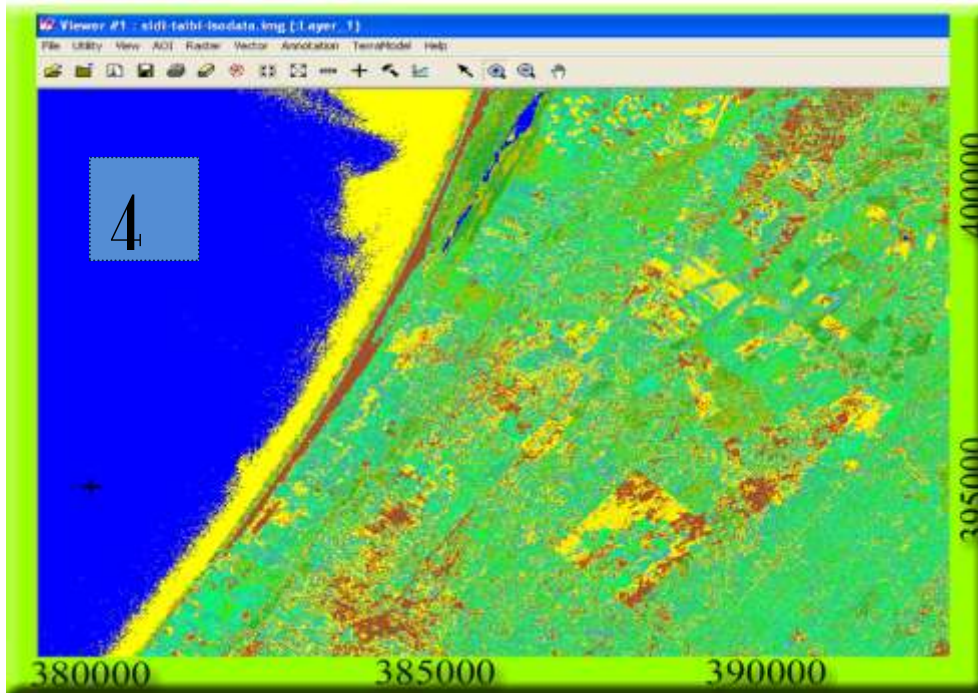 Viewer #1 : sidi-taibi-isodata.img (:Layer_1)
File Utility View AOI Raster Vector Annotation TerraModel Help
4
400000
395000
380000 385000 390000